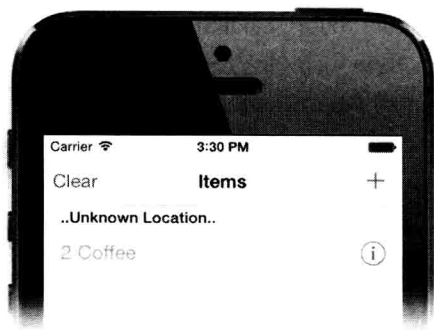 Carrier 3:30 PM
Clear Items +
..Unknown Location..
2 Coffee i